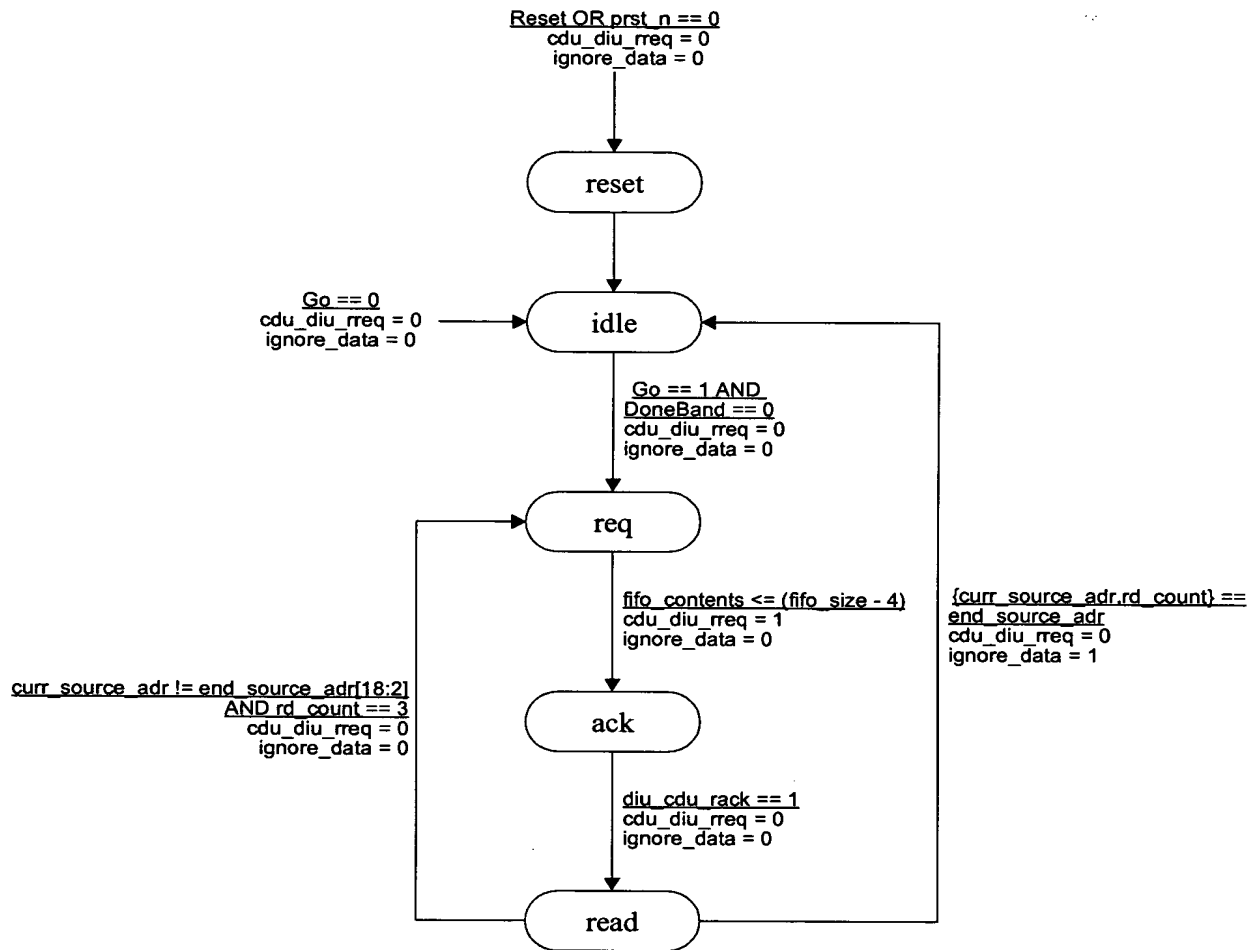 Reset OR prst_n == 0
cdu_diu_rreq = 0
ignore_data = 0
reset
Go == 0
cdu_diu_rreq = 0
ignore_data = 0
idle
Go == 1 AND
DoneBand == 0
cdu_diu_rreq = 0
ignore_data = 0
req
fifo_contents <= (fifo_size - 4)
cdu_diu_rreq = 1
ignore_data = 0
{curr_source_adr,rd_count} ==
end_source_adr
cdu_diu_rreq = 0
ignore_data = 1
curr_source_adr != end_source_adr[18:2]
AND rd_count == 3
cdu_diu_rreq = 0
ignore_data = 0
ack
diu_cdu_rack == 1
cdu_diu_rreq = 0
ignore_data = 0
read